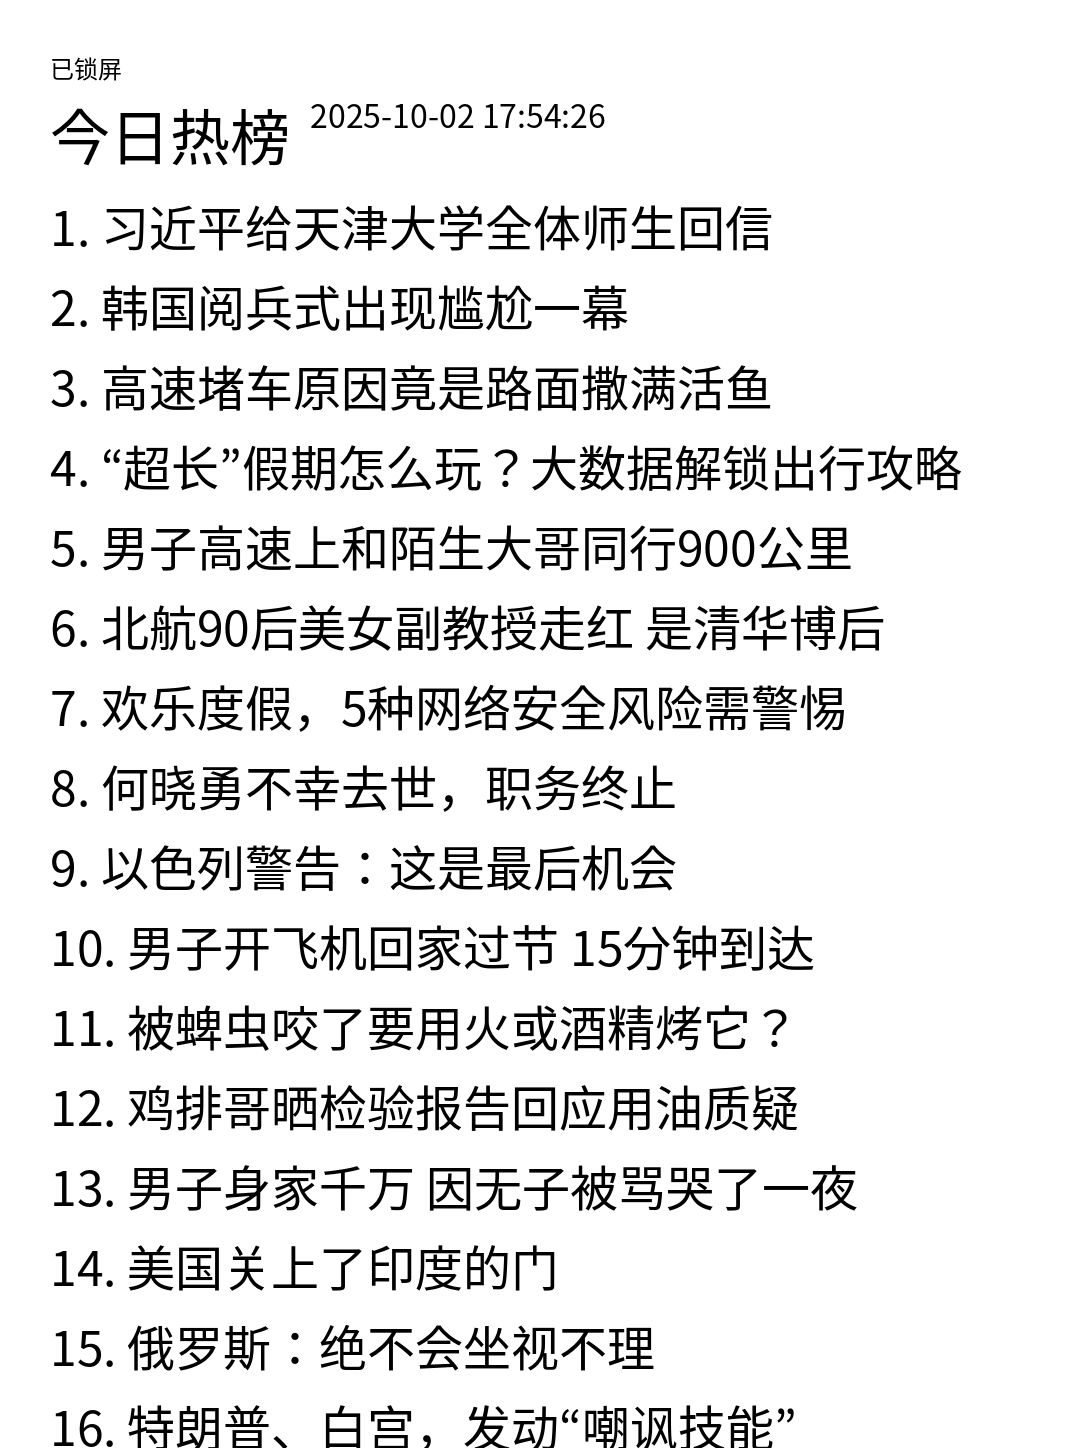 已锁屏
今日热榜 2025-10-02 17:54:26
1. 习近平给天津大学全体师生回信
2. 韩国阅兵式出现尴尬一幕
3. 高速堵车原因竟是路面撒满活鱼
4. “超长”假期怎么玩？大数据解锁出行攻略
5. 男子高速上和陌生大哥同行900公里
6. 北航90后美女副教授走红 是清华博后
7. 欢乐度假，5种网络安全风险需警惕
8. 何晓勇不幸去世，职务终止
9. 以色列警告：这是最后机会
10. 男子开飞机回家过节 15分钟到达
11. 被蜱虫咬了要用火或酒精烤它？
12. 鸡排哥晒检验报告回应用油质疑
13. 男子身家千万 因无子被骂哭了一夜
14. 美国关上了印度的门
15. 俄罗斯：绝不会坐视不理
16. 特朗普、白宫，发动“嘲讽技能”